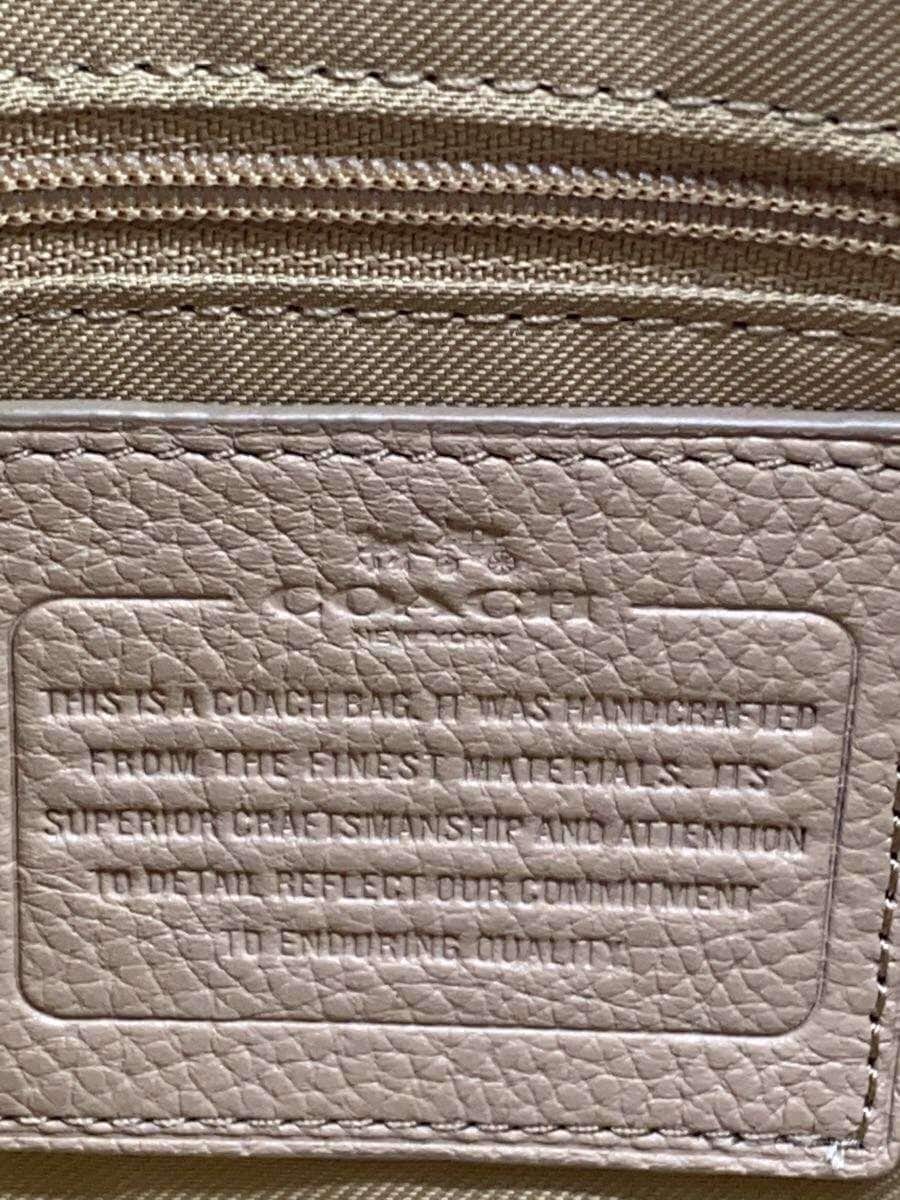 COACH
NEW YORK
THIS IS A COACH BAG. IT WAS HANDCRAFTED
FROM THE FINEST MATERIALS. ITS
SUPERIOR CRAFTSMANSHIP AND ATTENTION
TO DETAIL REFLECT OUR COMMITMENT
TO ENDURING QUALITY.